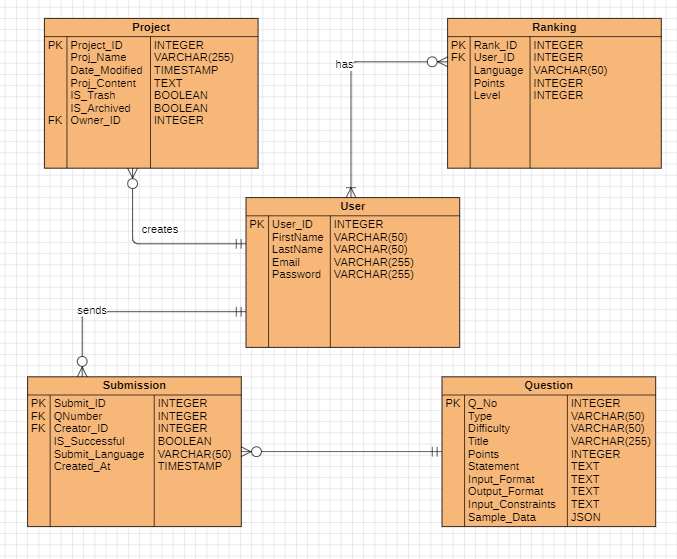 Project
PK Project_ID INTEGER
Proj_Name VARCHAR(255)
Date_Modified TIMESTAMP
Proj_Content TEXT
IS_Trash BOOLEAN
IS_Archived BOOLEAN
FK Owner_ID INTEGER
Ranking
PK Rank_ID INTEGER
FK User_ID INTEGER
Language VARCHAR(50)
Points INTEGER
Level INTEGER
has
creates
User
PK User_ID INTEGER
FirstName VARCHAR(50)
LastName VARCHAR(50)
Email VARCHAR(255)
Password VARCHAR(255)
sends
Submission
PK Submit_ID INTEGER
FK QNumber INTEGER
FK Creator_ID INTEGER
IS_Successful BOOLEAN
Submit_Language VARCHAR(50)
Created_At TIMESTAMP
Question
PK Q_No INTEGER
Type VARCHAR(50)
Difficulty VARCHAR(50)
Title VARCHAR(255)
Points INTEGER
Statement TEXT
Input_Format TEXT
Output_Format TEXT
Input_Constraints TEXT
Sample_Data JSON